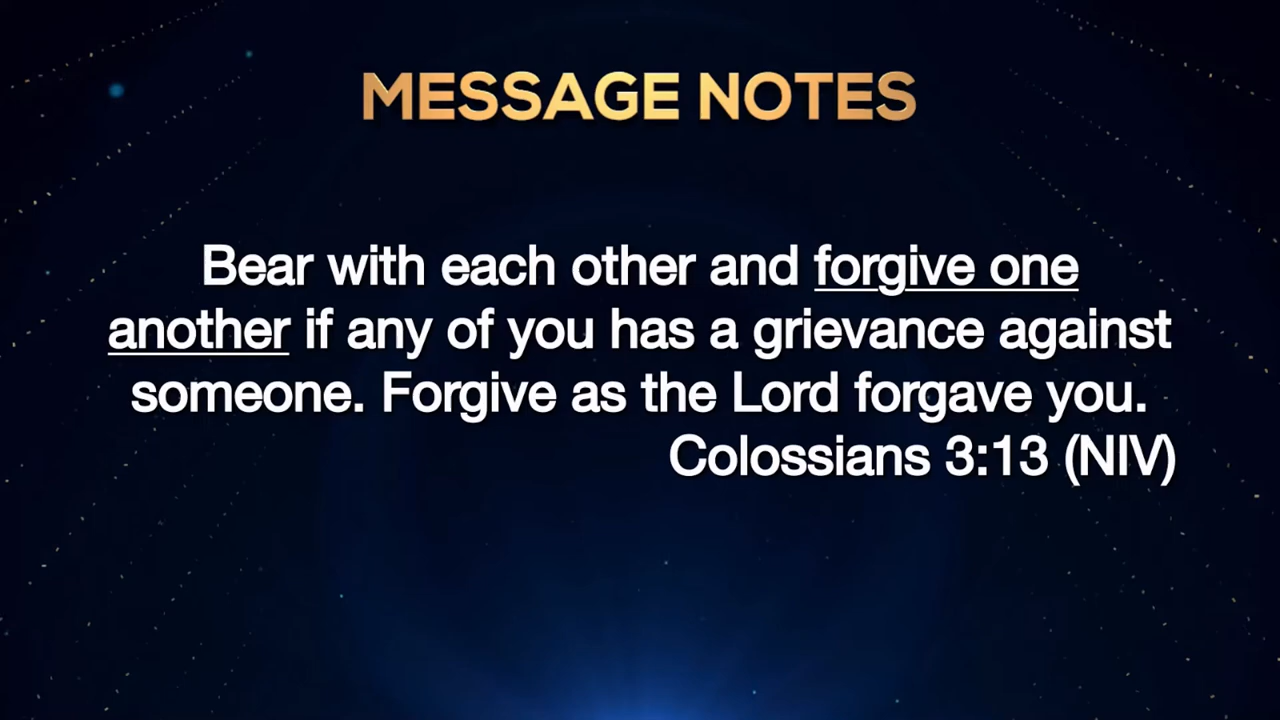 MESSAGE NOTES
Bear with each other and forgive one
another if any of you has a grievance against
someone. Forgive as the Lord forgave you.
Colossians 3:13 (NIV)